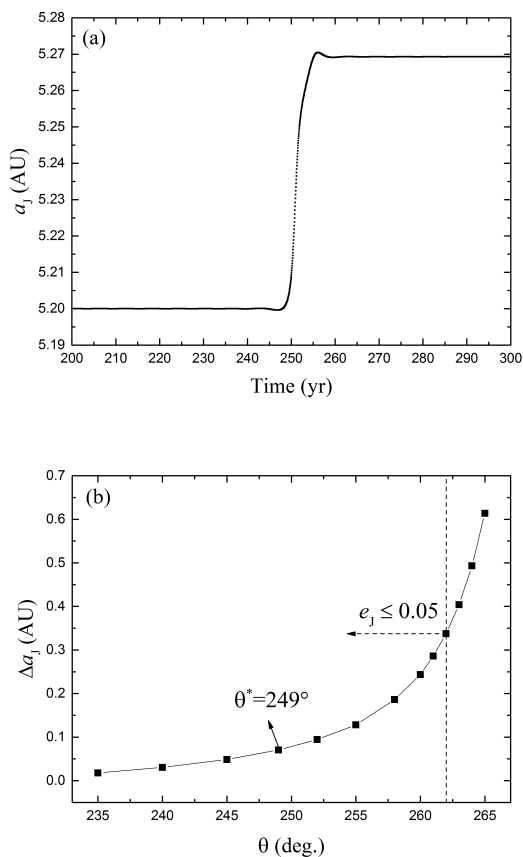 (a)
5.28
5.27
5.26
5.25
5.24
5.23
5.22
5.21
5.20
5.19
a_J (AU)
200 210 220 230 240 250 260 270 280 290 300
Time (yr)
(b)
0.7
0.6
0.5
0.4
0.3
0.2
0.1
0.0
Δa_J (AU)
e_J ≤ 0.05
θ*=249°
235 240 245 250 255 260 265
θ (deg.)